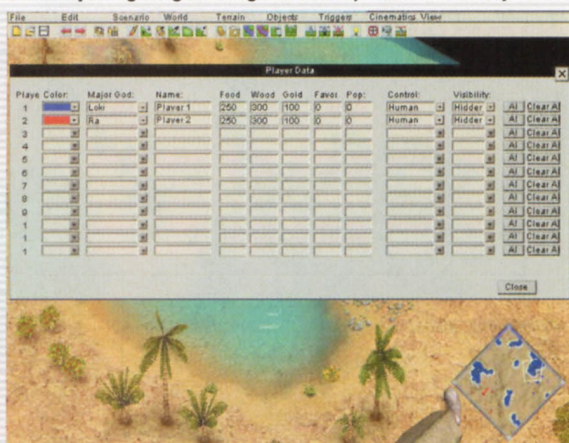 File Edit Scenario World Terrain Objects Triggers Cinematics View
Player Data
Playe Color: Major God: Name: Food Wood Gold Favor Pop: Control: Visibility:
1 Loki Player 1 250 300 100 0 0 Human Hidder AI Clear AI
2 Ra Player 2 250 300 100 0 0 Human Hidder AI Clear AI
3 AI Clear AI
4 AI Clear AI
5 AI Clear AI
6 AI Clear AI
7 AI Clear AI
8 AI Clear AI
9 AI Clear AI
1 AI Clear AI
1 AI Clear AI
1 AI Clear AI
Close